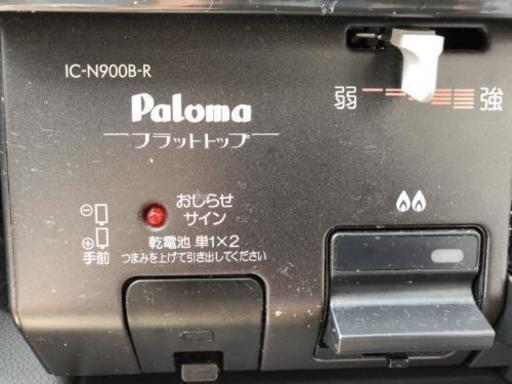 IC-N900B-R
Paloma
フラットトップ
弱 強
おしらせ
サイン
乾電池 単1×2
つまみを上げて引き出してください
⊖
⊕
手前